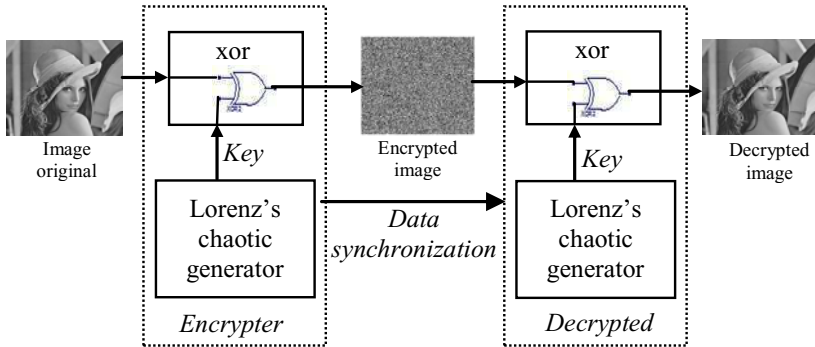 xor
Image
original
Key
Lorenz's
chaotic
generator
Encrypter
Encrypted
image
Data
synchronization
xor
Key
Lorenz's
chaotic
generator
Decrypted
Decrypted
image